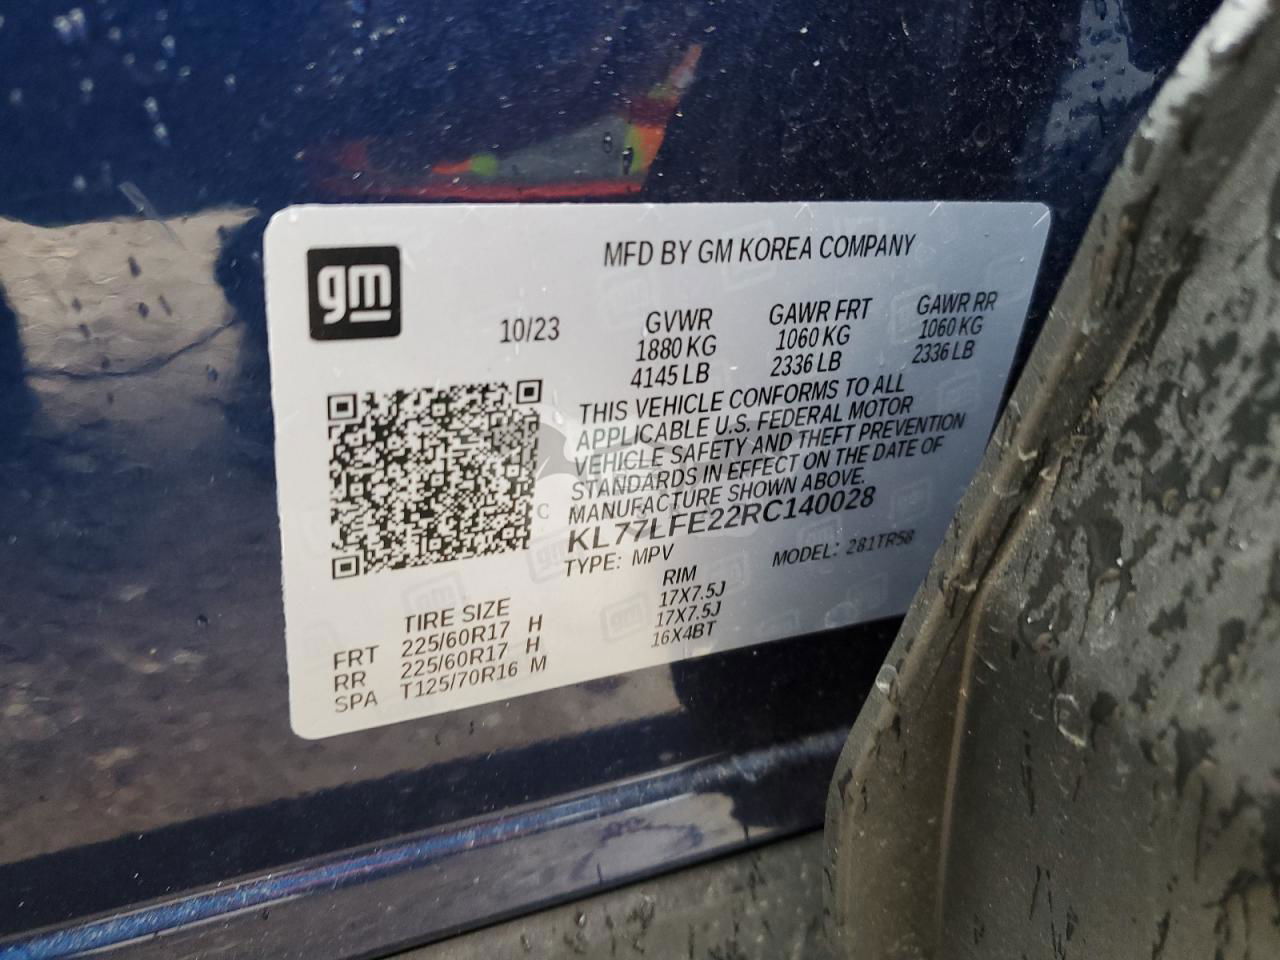 gm
MFD BY GM KOREA COMPANY
10/23 GVWR GAWR FRT GAWR RR
1880 KG 1060 KG 1060 KG
4145 LB 2336 LB 2336 LB
THIS VEHICLE CONFORMS TO ALL
APPLICABLE U.S. FEDERAL MOTOR
VEHICLE SAFETY AND THEFT PREVENTION
STANDARDS IN EFFECT ON THE DATE OF
MANUFACTURE SHOWN ABOVE.
C KL77LFE22RC140028
TYPE: MPV MODEL: 281TR58
TIRE SIZE RIM
FRT 225/60R17 H 17X7.5J
RR 225/60R17 H 17X7.5J
SPA T125/70R16 M 16X4BT